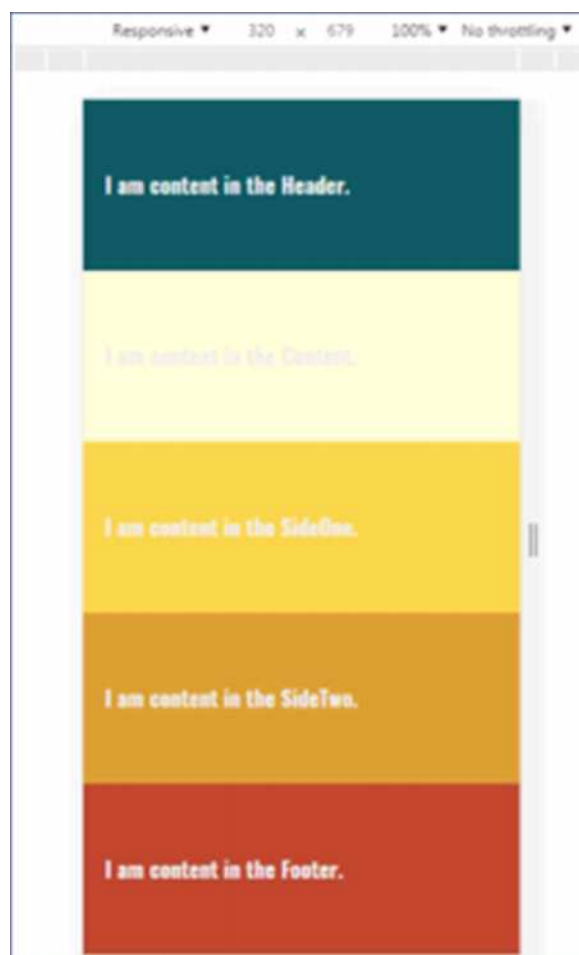 Responsive ▼ 320 x 679 100% ▼ No throttling ▼
I am content in the Header.
I am content in the Content.
I am content in the SideOne.
I am content in the SideTwo.
I am content in the Footer.